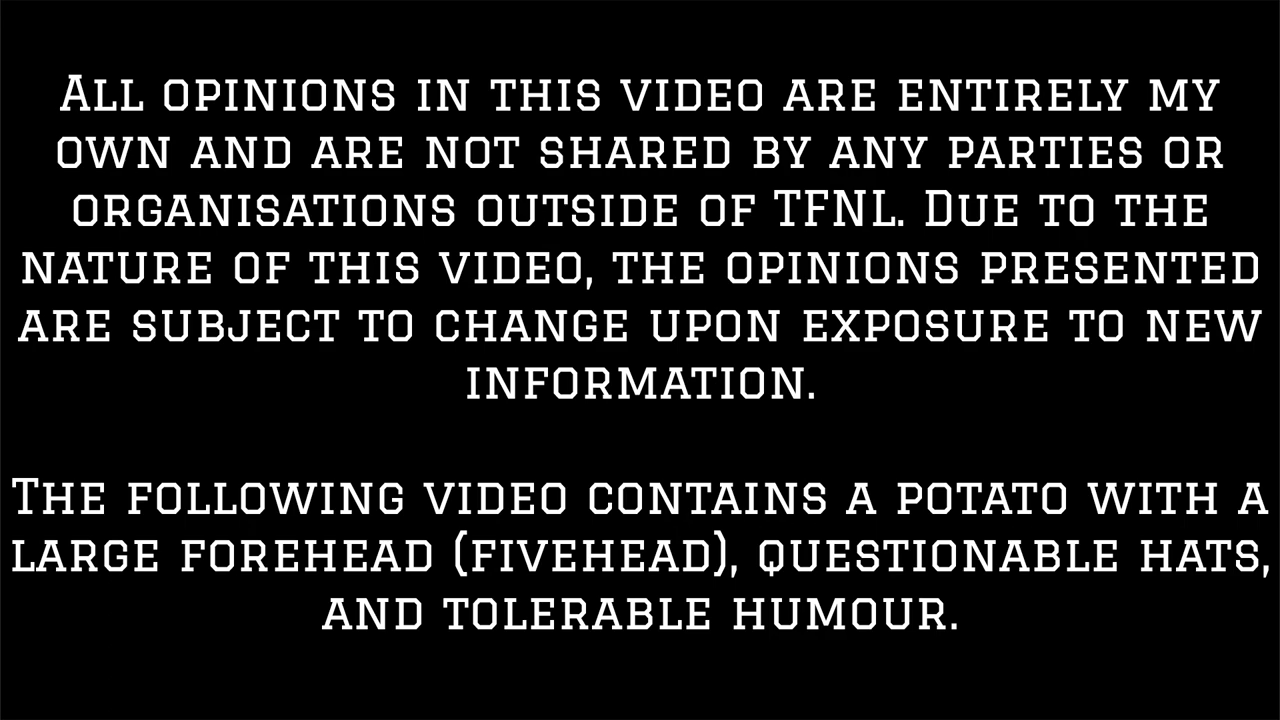 All opinions in this video are entirely my
own and are not shared by any parties or
organisations outside of TFNL. Due to the
nature of this video, the opinions presented
are subject to change upon exposure to new
information.
The following video contains a potato with a
large forehead (fivehead), questionable hats,
and tolerable humour.